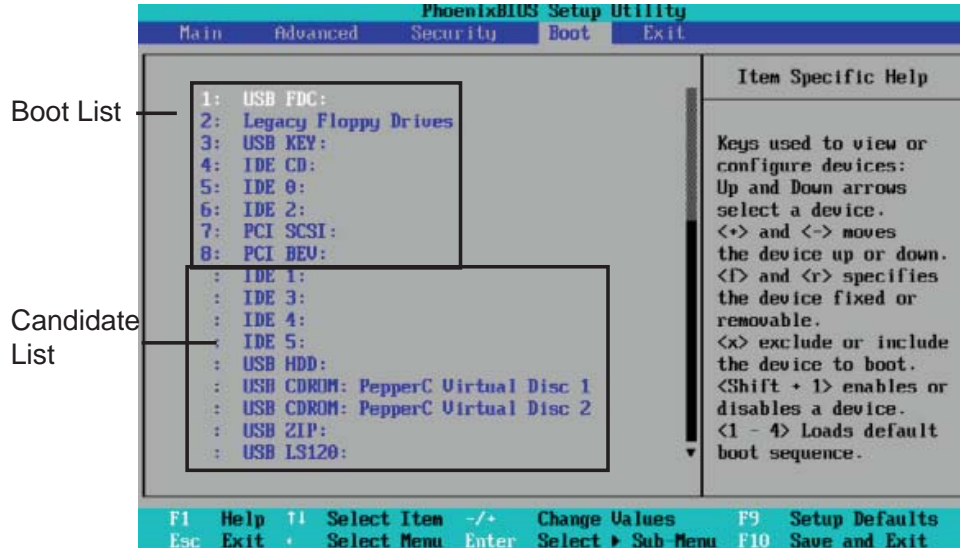 PhoenixBIOS Setup Utility
Main Advanced Security Boot Exit
Boot List
Candidate
List
1: USB FDC:
2: Legacy Floppy Drives
3: USB KEY:
4: IDE CD:
5: IDE 0:
6: IDE 2:
7: PCI SCSI:
8: PCI BEV:
: IDE 1:
: IDE 3:
: IDE 4:
: IDE 5:
: USB HDD:
: USB CDROM: PepperC Virtual Disc 1
: USB CDROM: PepperC Virtual Disc 2
: USB ZIP:
: USB LS120:
Item Specific Help
Keys used to view or
configure devices:
Up and Down arrows
select a device.
<+> and <-> moves
the device up or down.
<f> and <r> specifies
the device fixed or
removable.
<x> exclude or include
the device to boot.
<Shift + 1> enables or
disables a device.
<1 - 4> Loads default
boot sequence.
F1 Help ↑↓ Select Item -/+ Change Values F9 Setup Defaults
Esc Exit Select Menu Enter Select ▶ Sub-Menu F10 Save and Exit